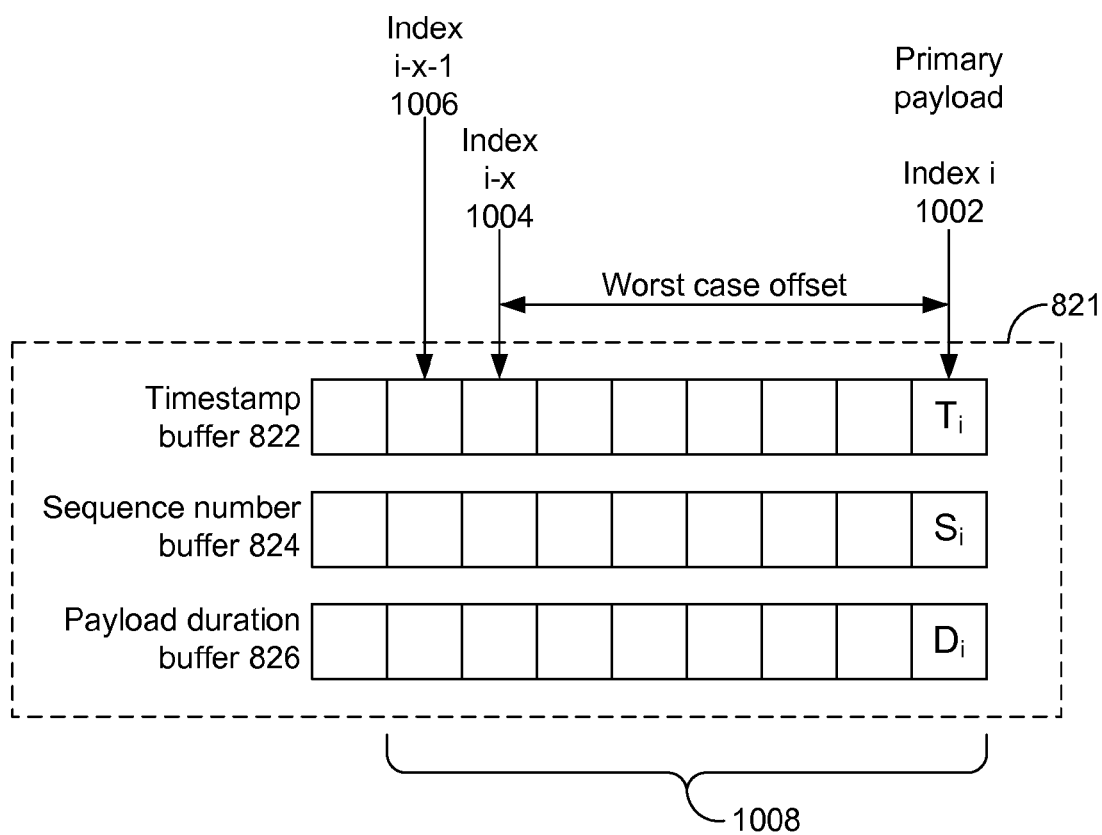 Index
i-x-1
1006
Index
i-x
1004
Primary
payload
Index i
1002
Worst case offset
821
Timestamp
buffer 822
Ti
Sequence number
buffer 824
Si
Payload duration
buffer 826
Di
1008